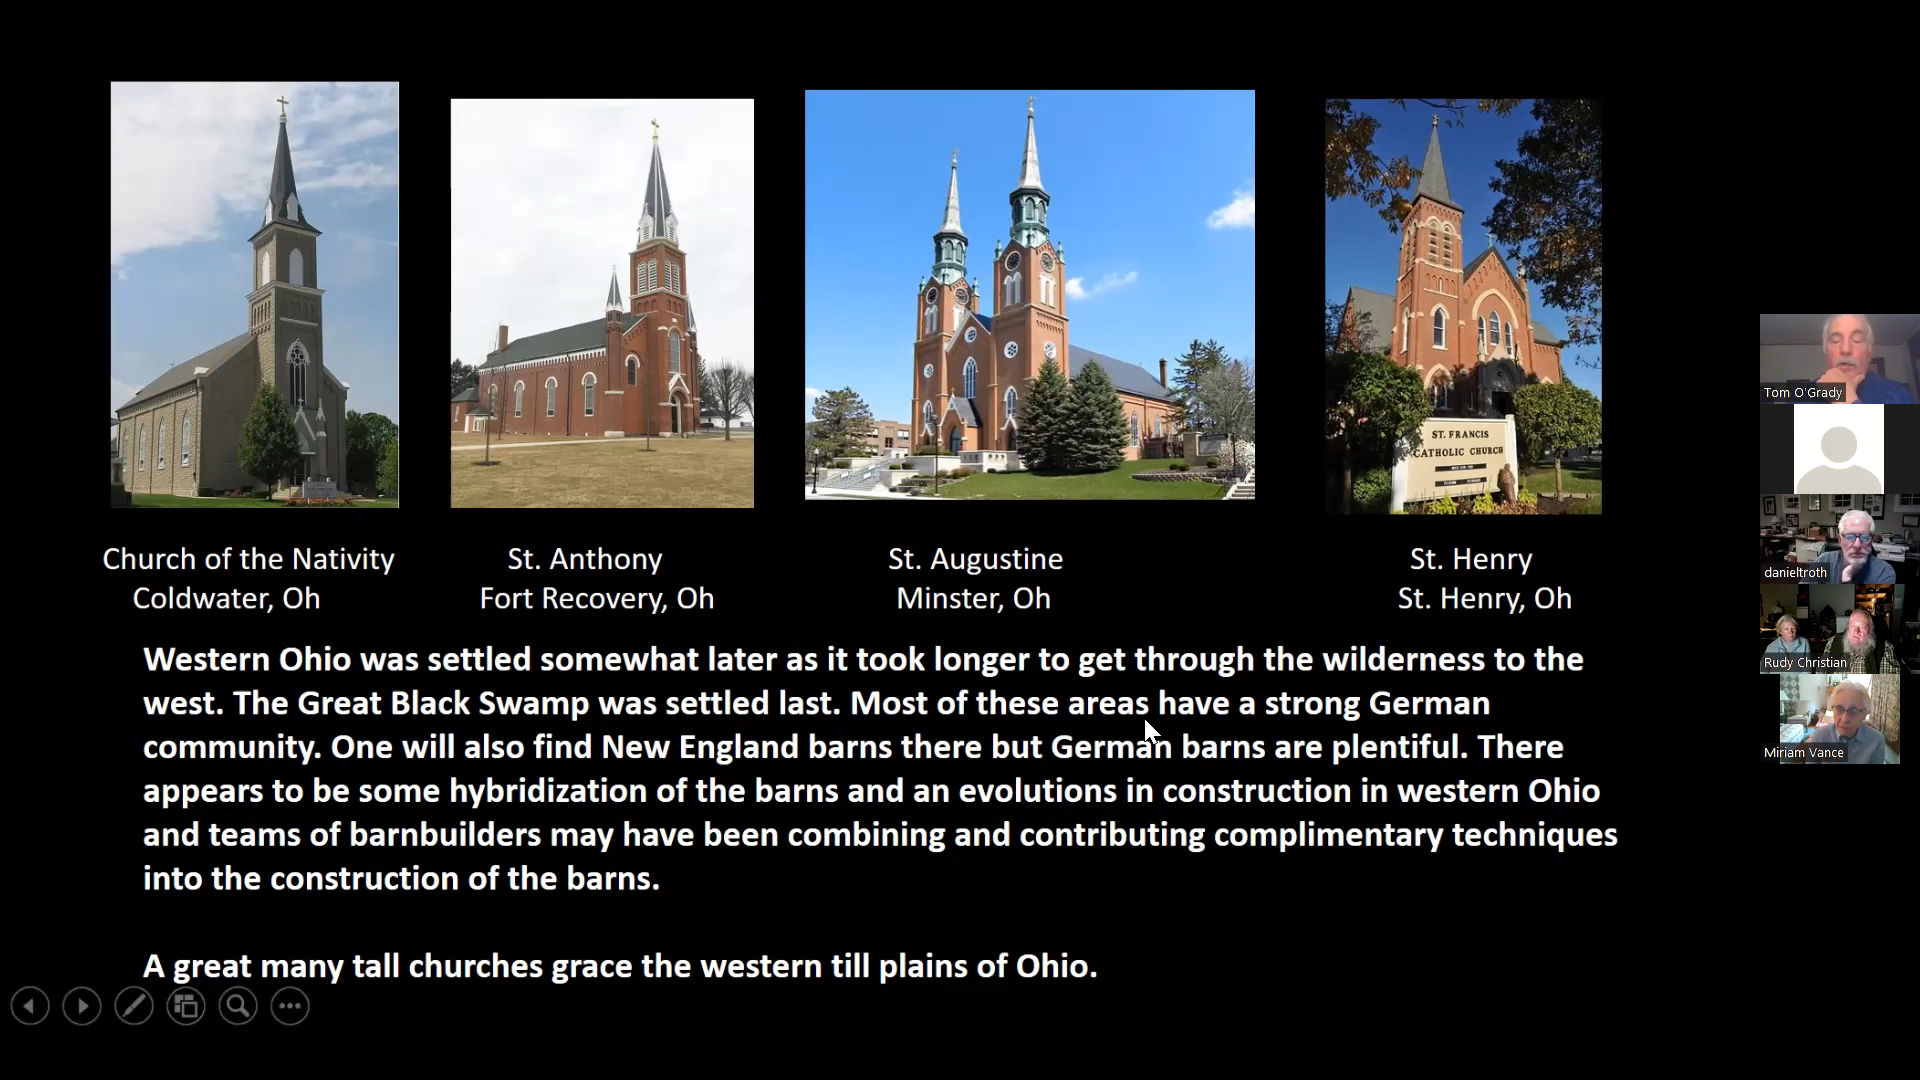 ST. FRANCIS
CATHOLIC CHURCH
Church of the Nativity
Coldwater, Oh
St. Anthony
Fort Recovery, Oh
St. Augustine
Minster, Oh
St. Henry
St. Henry, Oh
Western Ohio was settled somewhat later as it took longer to get through the wilderness to the
west. The Great Black Swamp was settled last. Most of these areas have a strong German
community. One will also find New England barns there but German barns are plentiful. There
appears to be some hybridization of the barns and an evolutions in construction in western Ohio
and teams of barnbuilders may have been combining and contributing complimentary techniques
into the construction of the barns.
A great many tall churches grace the western till plains of Ohio.
Tom O'Grady
danieltroth
Rudy Christian
Miriam Vance